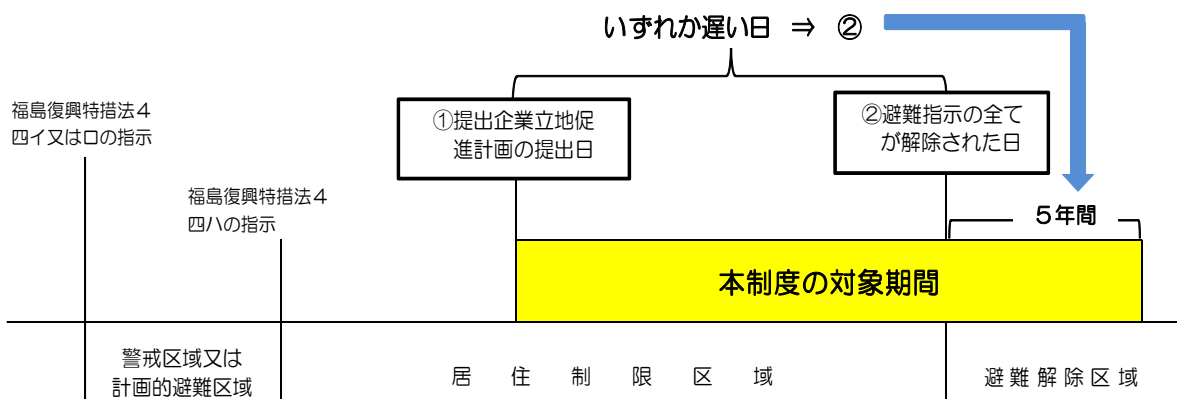 いずれか遅い日 ⇒ ②
福島復興特措法4
四イ又はロの指示
①提出企業立地促
進計画の提出日
②避難指示の全て
が解除された日
福島復興特措法4
四ハの指示
5年間
本制度の対象期間
警戒区域又は
計画的避難区域
居住制限区域
避難解除区域